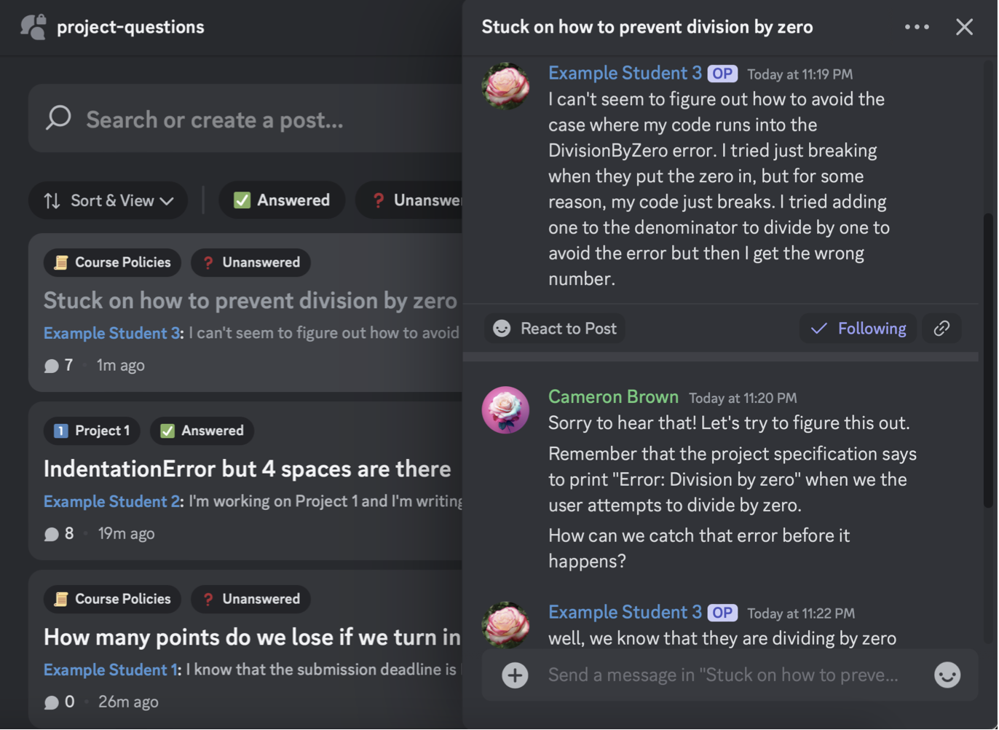 project-questions
Search or create a post...
Sort & View
Answered
Unanswe
Course Policies
Unanswered
Stuck on how to prevent division by zero
Example Student 3: I can't seem to figure out how to avoid
7 · 1m ago
1 Project 1
Answered
IndentationError but 4 spaces are there
Example Student 2: I'm working on Project 1 and I'm writing
8 · 19m ago
Course Policies
Unanswered
How many points do we lose if we turn in
Example Student 1: I know that the submission deadline is
0 · 26m ago
Stuck on how to prevent division by zero
Example Student 3 OP Today at 11:19 PM
I can't seem to figure out how to avoid the
case where my code runs into the
DivisionByZero error. I tried just breaking
when they put the zero in, but for some
reason, my code just breaks. I tried adding
one to the denominator to divide by one to
avoid the error but then I get the wrong
number.
React to Post
Following
Cameron Brown Today at 11:20 PM
Sorry to hear that! Let's try to figure this out.
Remember that the project specification says
to print "Error: Division by zero" when we the
user attempts to divide by zero.
How can we catch that error before it
happens?
Example Student 3 OP Today at 11:22 PM
well, we know that they are dividing by zero
Send a message in "Stuck on how to preve...